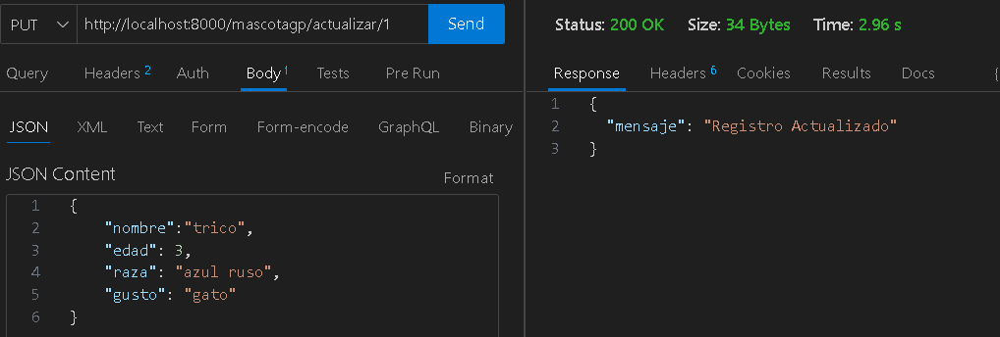 PUT http://localhost:8000/mascotagp/actualizar/1 Send
Query Headers 2 Auth Body 1 Tests Pre Run
JSON XML Text Form Form-encode GraphQL Binary
JSON Content
Format
1 {
2 "nombre":"trico",
3 "edad": 3,
4 "raza": "azul ruso",
5 "gusto": "gato"
6 }
Status: 200 OK Size: 34 Bytes Time: 2.96 s
Response Headers 6 Cookies Results Docs {
1 {
2 "mensaje": "Registro Actualizado"
3 }